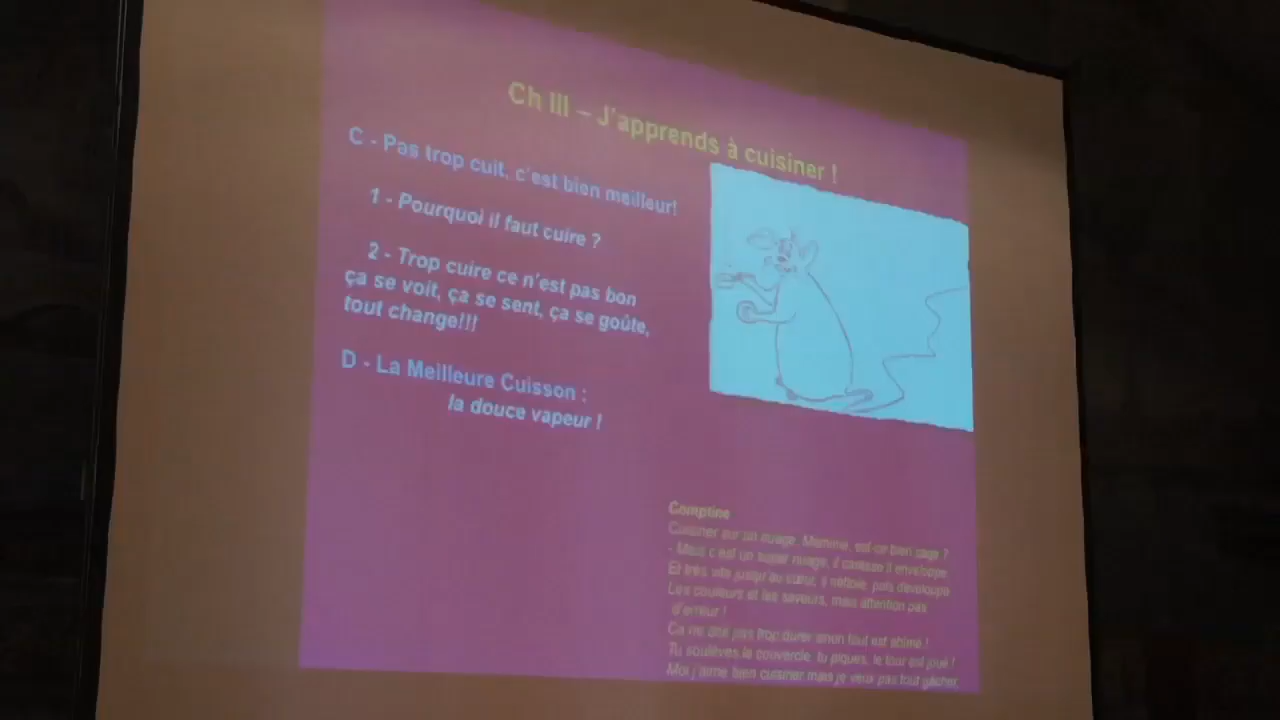 Ch III – J'apprends à cuisiner !
C - Pas trop cuit, c'est bien meilleur!
1 - Pourquoi il faut cuire ?
2 - Trop cuire ce n'est pas bon
ça se voit, ça se sent, ça se goûte,
tout change!!!
D - La Meilleure Cuisson :
la douce vapeur !
Comptine
Cuisiner sur un nuage, Mamine, est-ce bien sage ?
- Mais c'est un super nuage, il caresse il enveloppe
Et très vite jusqu'au cœur, il nettoie, puis développe
Les couleurs et les saveurs, mais attention pas
d'erreur !
Ca ne doit pas trop durer sinon tout est abîmé !
Tu soulèves le couvercle, tu piques, le tour est joué !
Moi j'aime bien cuisiner mais je veux pas tout gâcher,